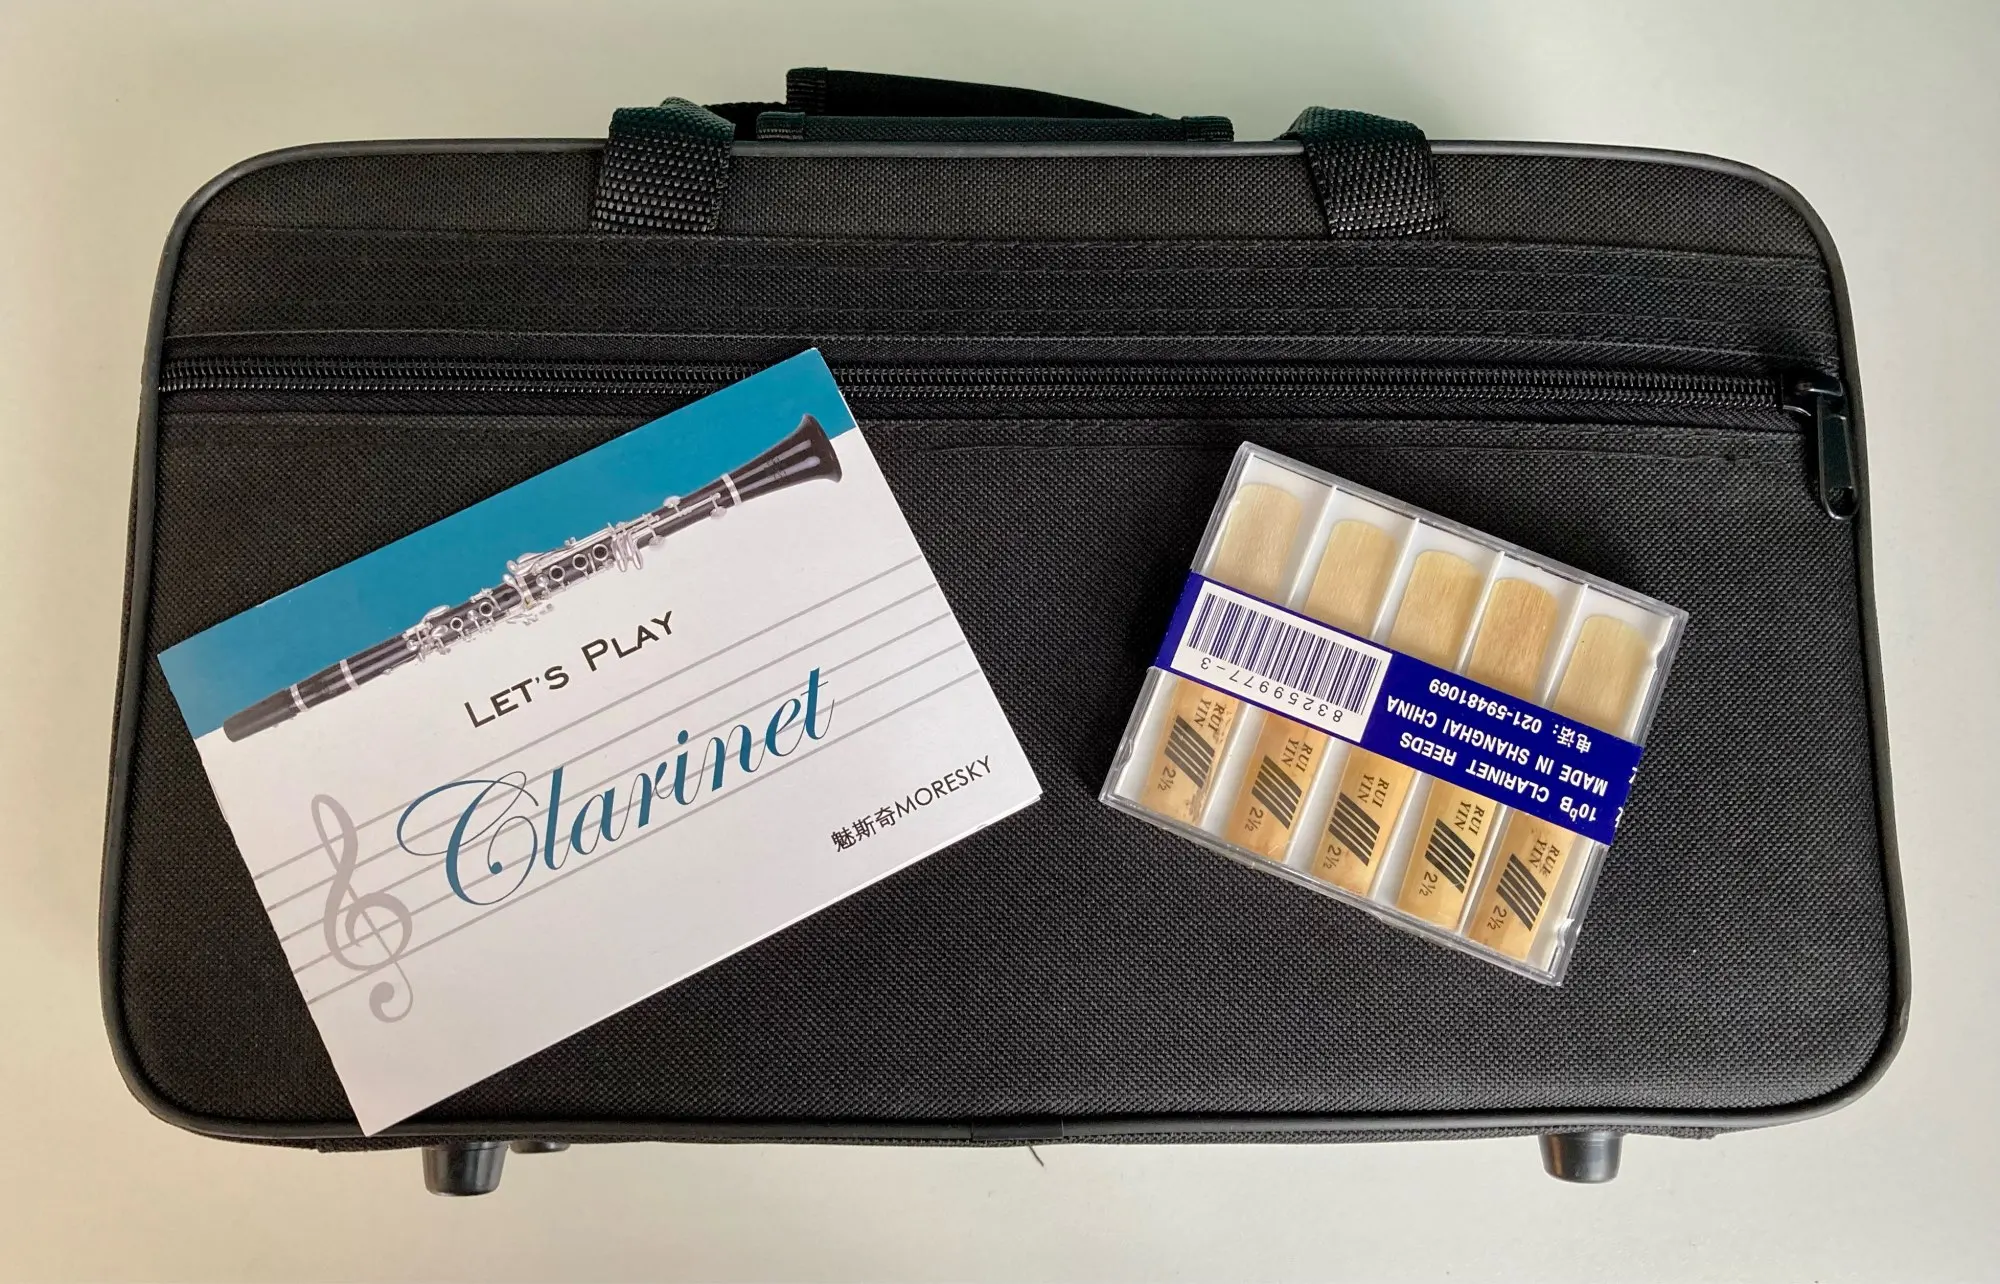 LET'S PLAY
Clarinet
魅斯奇MORESKY
83259977-3
10ᵇB CLARINET REEDS
MADE IN SHANGHAI CHINA
电话：021-59481069
RUI
YIN
2½
RUI
YIN
2½
RUI
YIN
2½
RUI
YIN
2½
RUI
YIN
2½